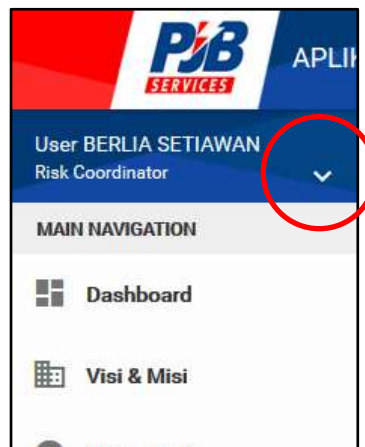 PJB
SERVICES
APLIK
User BERLIA SETIAWAN
Risk Coordinator
MAIN NAVIGATION
Dashboard
Visi & Misi